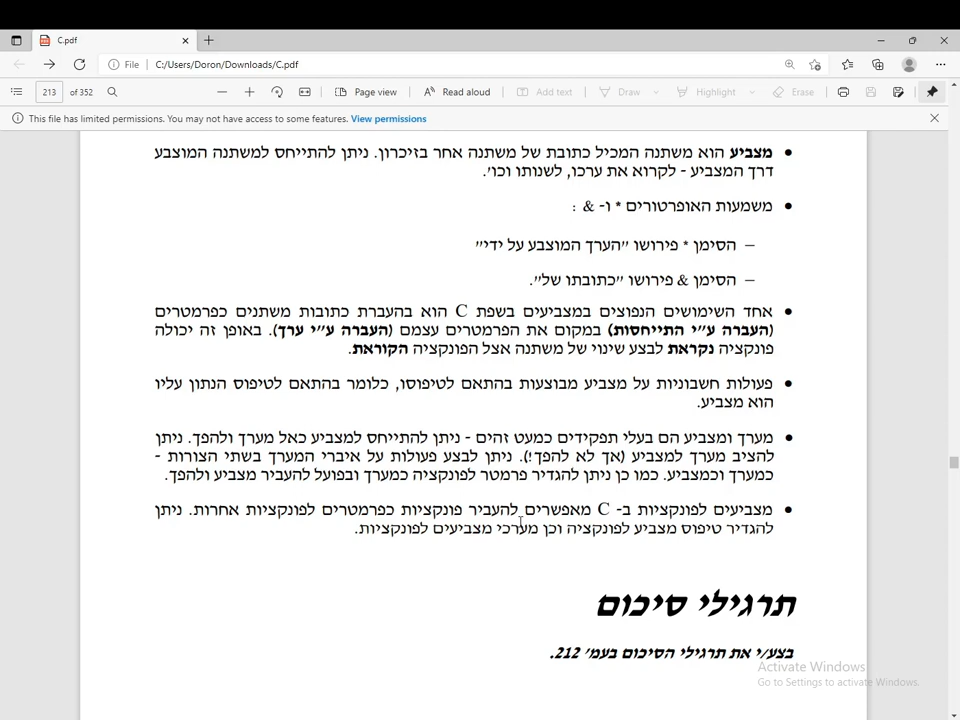 C.pdf
File C:/Users/Doron/Downloads/C.pdf
213 of 352 Page view Read aloud Add text Draw Highlight Erase
This file has limited permissions. You may not have access to some features. View permissions
• מצביע הוא משתנה המכיל כתובת של משתנה אחר בזיכרון. ניתן להתייחס למשתנה המוצבע
דרך המצביע - לקרוא את ערכו, לשנותו וכו'.
• משמעות האופרטורים * ו- & :
– הסימן * פירושו "הערך המוצבע על ידי"
– הסימן & פירושו "כתובתו של".
• אחד השימושים הנפוצים במצביעים בשפת C הוא בהעברת כתובות משתנים כפרמטרים
(העברה ע"י התייחסות) במקום את הפרמטרים עצמם (העברה ע"י ערך). באופן זה יכולה
פונקציה נקראת לבצע שינוי של משתנה אצל הפונקציה הקוראת.
• פעולות חשבוניות על מצביע מבוצעות בהתאם לטיפוסו, כלומר בהתאם לטיפוס הנתון עליו
הוא מצביע.
• מערך ומצביע הם בעלי תפקידים כמעט זהים - ניתן להתייחס למצביע כאל מערך ולהפך. ניתן
להציב מערך למצביע (אך לא להפך!). ניתן לבצע פעולות על איברי המערך בשתי הצורות -
כמערך וכמצביע. כמו כן ניתן להגדיר פרמטר לפונקציה כמערך ובפועל להעביר מצביע ולהפך.
• מצביעים לפונקציות ב- C מאפשרים להעביר פונקציות כפרמטרים לפונקציות אחרות. ניתן
להגדיר טיפוס מצביע לפונקציה וכן מערכי מצביעים לפונקציות.
תרגילי סיכום
בצע/י את תרגילי הסיכום בעמ' 212.
Activate Windows
Go to Settings to activate Windows.